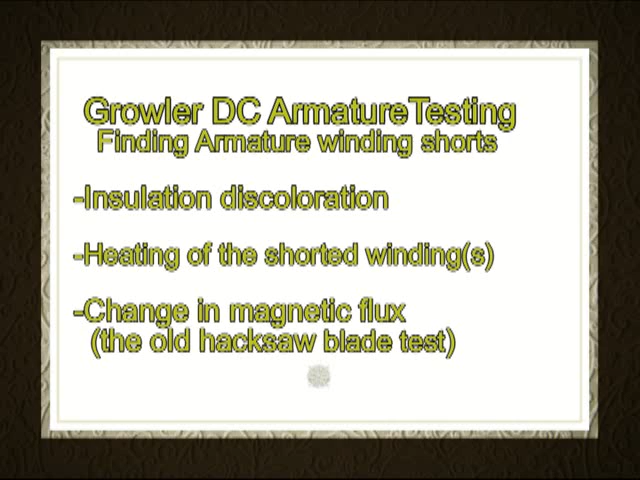 Growler DC ArmatureTesting
Finding Armature winding shorts
-Insulation discoloration
-Heating of the shorted winding(s)
-Change in magnetic flux
(the old hacksaw blade test)